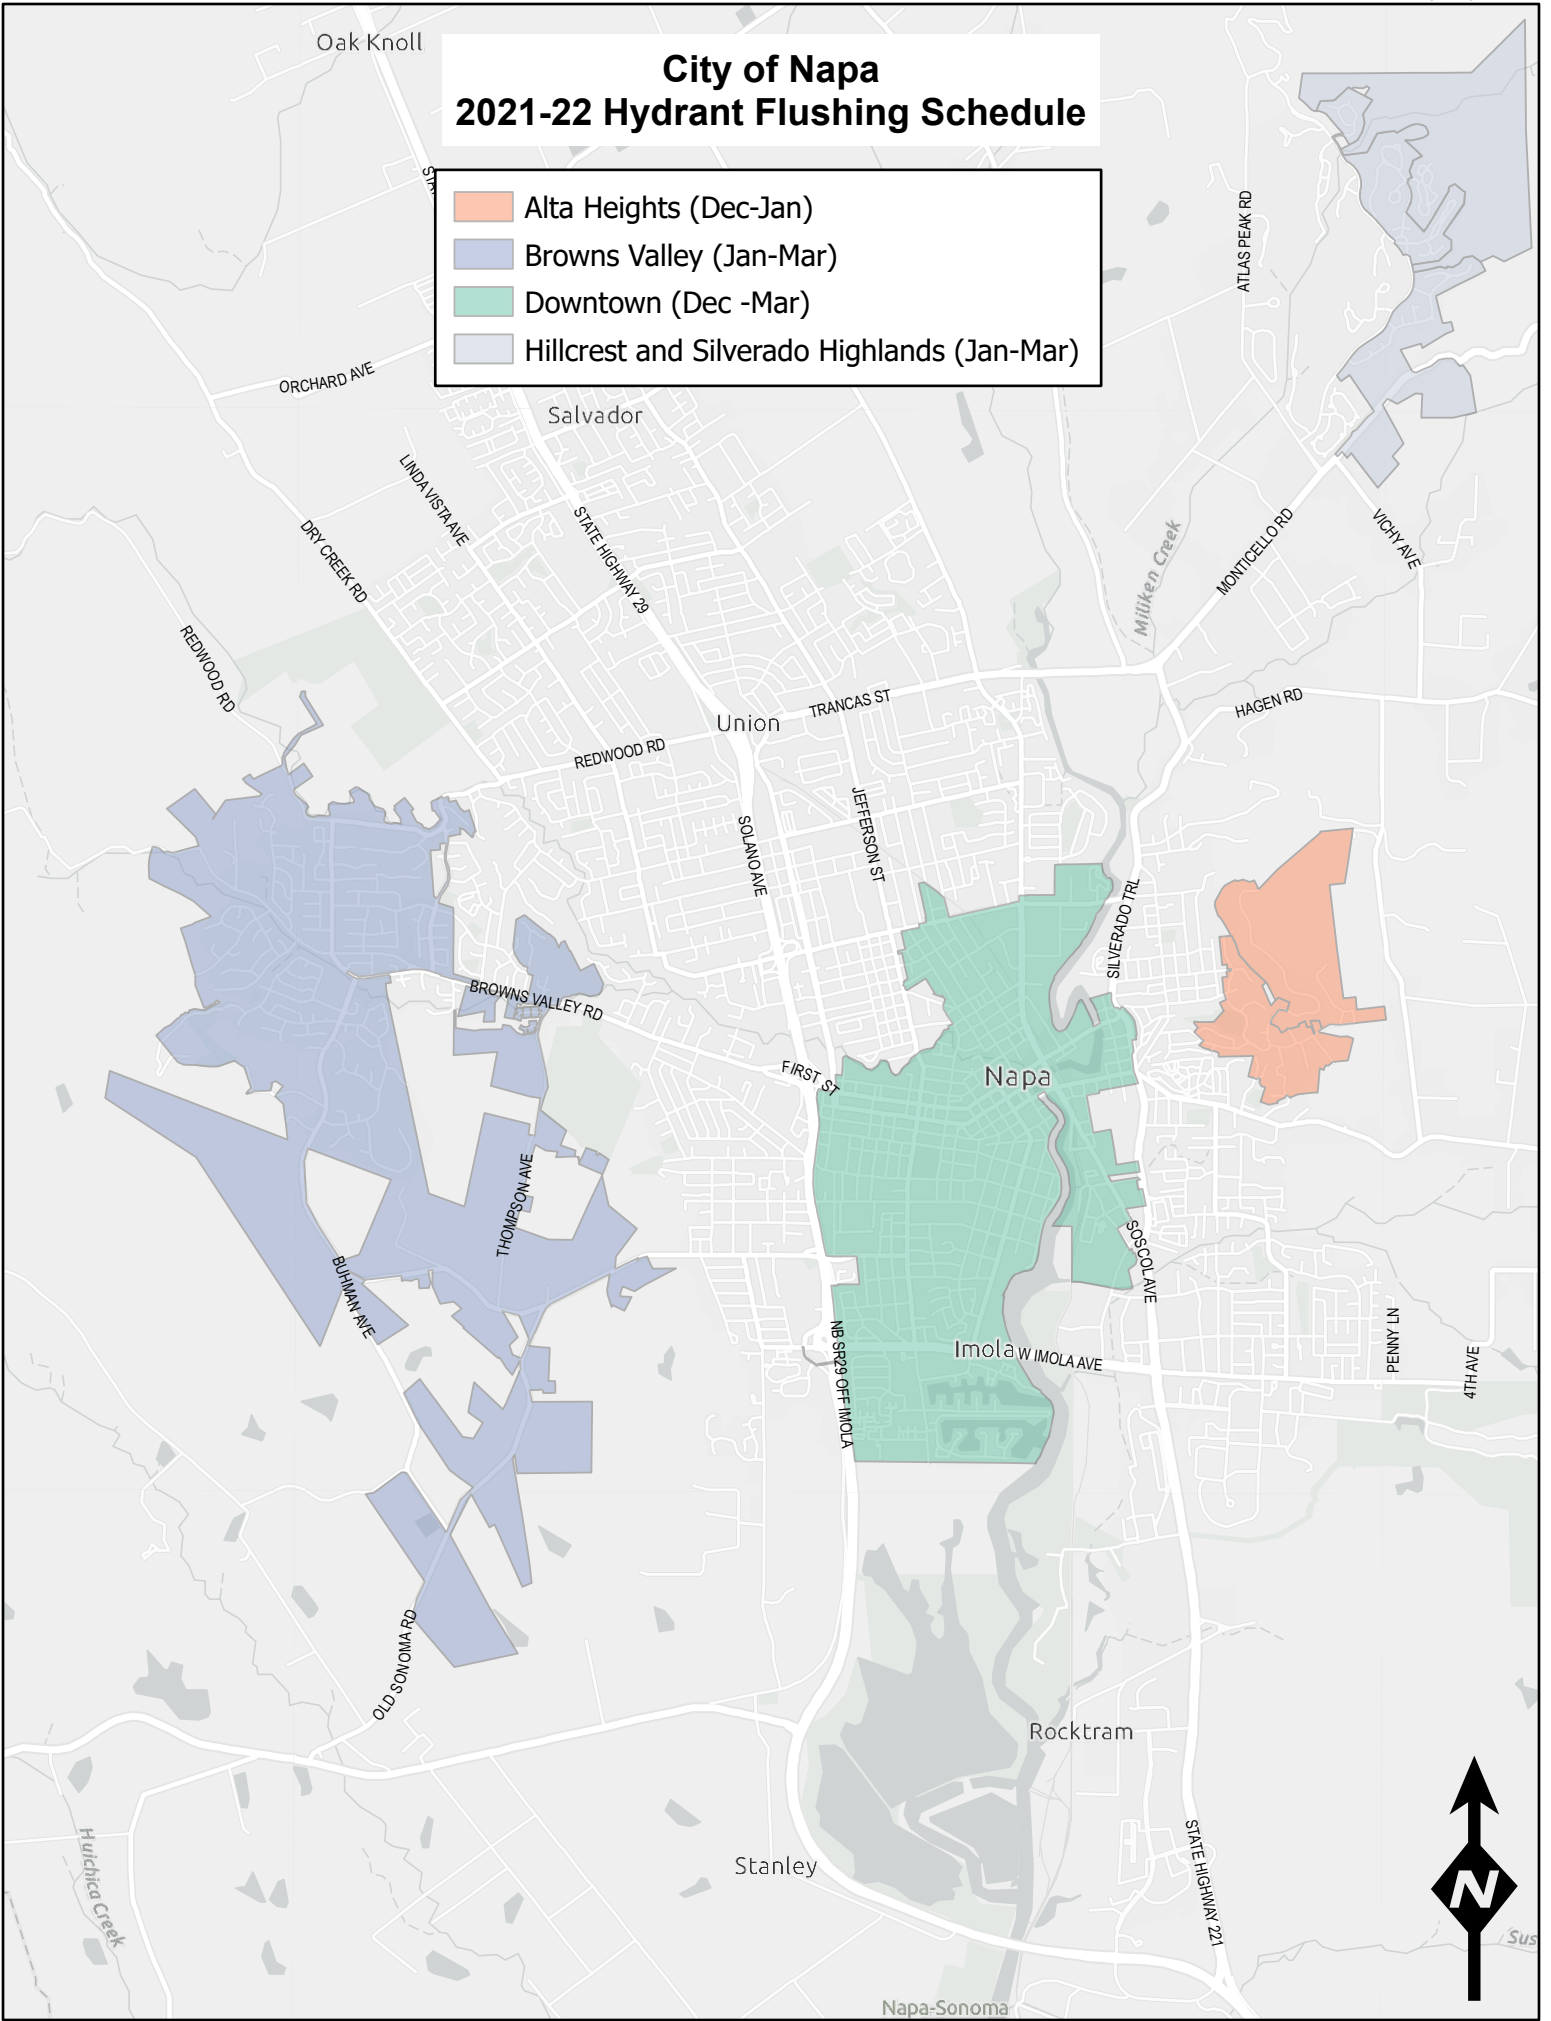 Oak Knoll
City of Napa
2021-22 Hydrant Flushing Schedule
Alta Heights (Dec-Jan)
Browns Valley (Jan-Mar)
Downtown (Dec -Mar)
Hillcrest and Silverado Highlands (Jan-Mar)
ATLAS PEAK RD
ORCHARD AVE
Salvador
LINDA VISTA AVE
STATE HIGHWAY 29
DRY CREEK RD
VICHY AVE
MONTICELLO RD
Miliken Creek
REDWOOD RD
HAGEN RD
TRANCAS ST
Union
REDWOOD RD
JEFFERSON ST
SOLANO AVE
SILVERADO TRL
BROWNS VALLEY RD
FIRST ST
Napa
THOMPSON AVE
SOSCOL AVE
BUHMAN AVE
PENNY LN
NB SR29 OFF IMOLA
Imola
W IMOLA AVE
4TH AVE
OLD SONOMA RD
Rocktram
Huichica Creek
Stanley
STATE HIGHWAY 221
N
Sus
Napa-Sonoma